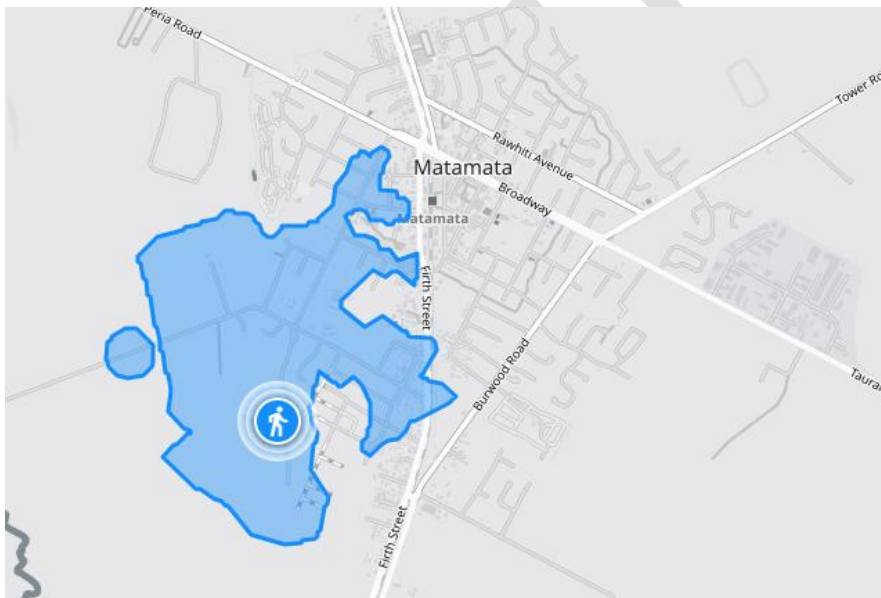 Peria Road
Tower Ro
Rawhiti Avenue
Matamata
Broadway
Matamata
Firth Street
Burwood Road
Tauran
Firth Street